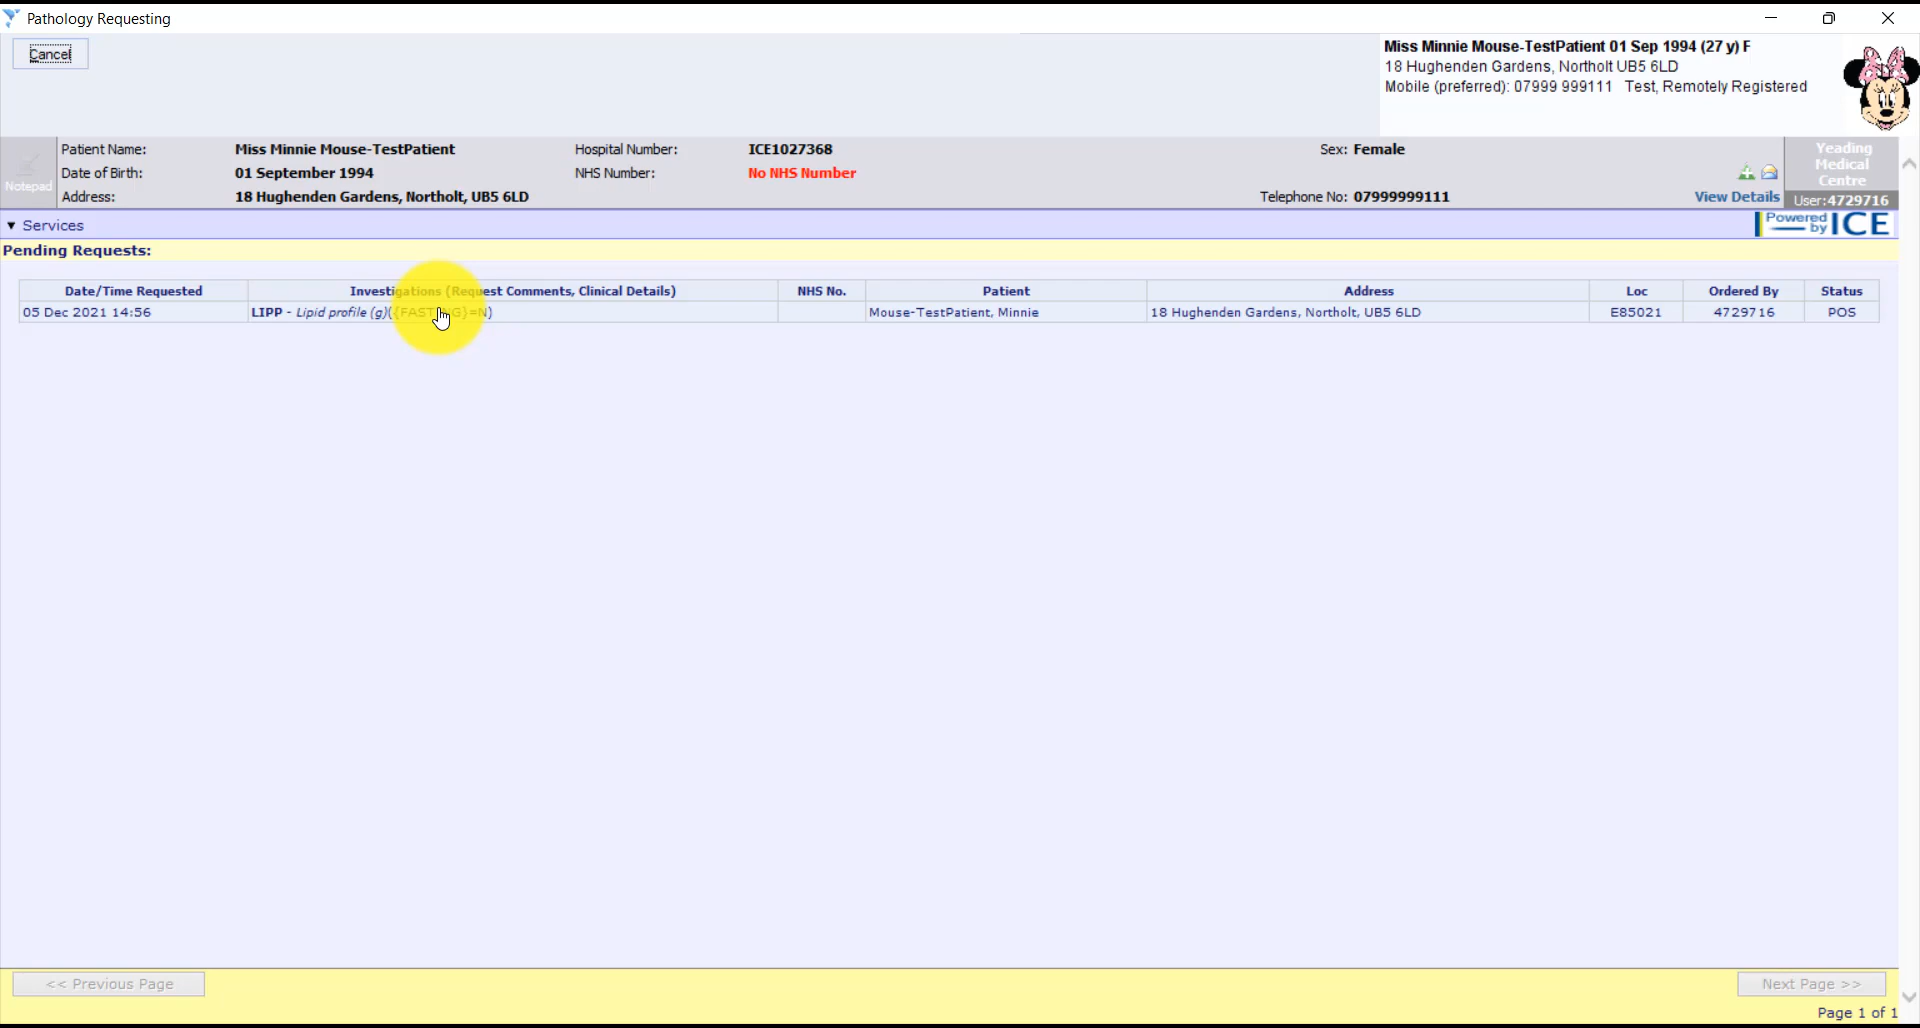 Pathology Requesting
Cancel
Miss Minnie Mouse-TestPatient 01 Sep 1994 (27 y) F
18 Hughenden Gardens, Northolt UB5 6LD
Mobile (preferred): 07999 999111 Test, Remotely Registered
Notepad
Patient Name: Miss Minnie Mouse-TestPatient Hospital Number: ICE1027368 Sex: Female
Date of Birth: 01 September 1994 NHS Number: No NHS Number
Address: 18 Hughenden Gardens, Northolt, UB5 6LD Telephone No: 07999999111 View Details
Yeading
Medical
Centre
User:4729716
▼ Services
Powered by ICE
Pending Requests:
Date/Time Requested Investigations (Request Comments, Clinical Details) NHS No. Patient Address Loc Ordered By Status
05 Dec 2021 14:56 LIPP - Lipid profile (g)({FASTING}=N) Mouse-TestPatient, Minnie 18 Hughenden Gardens, Northolt, UB5 6LD E85021 4729716 POS
<< Previous Page Next Page >>
Page 1 of 1